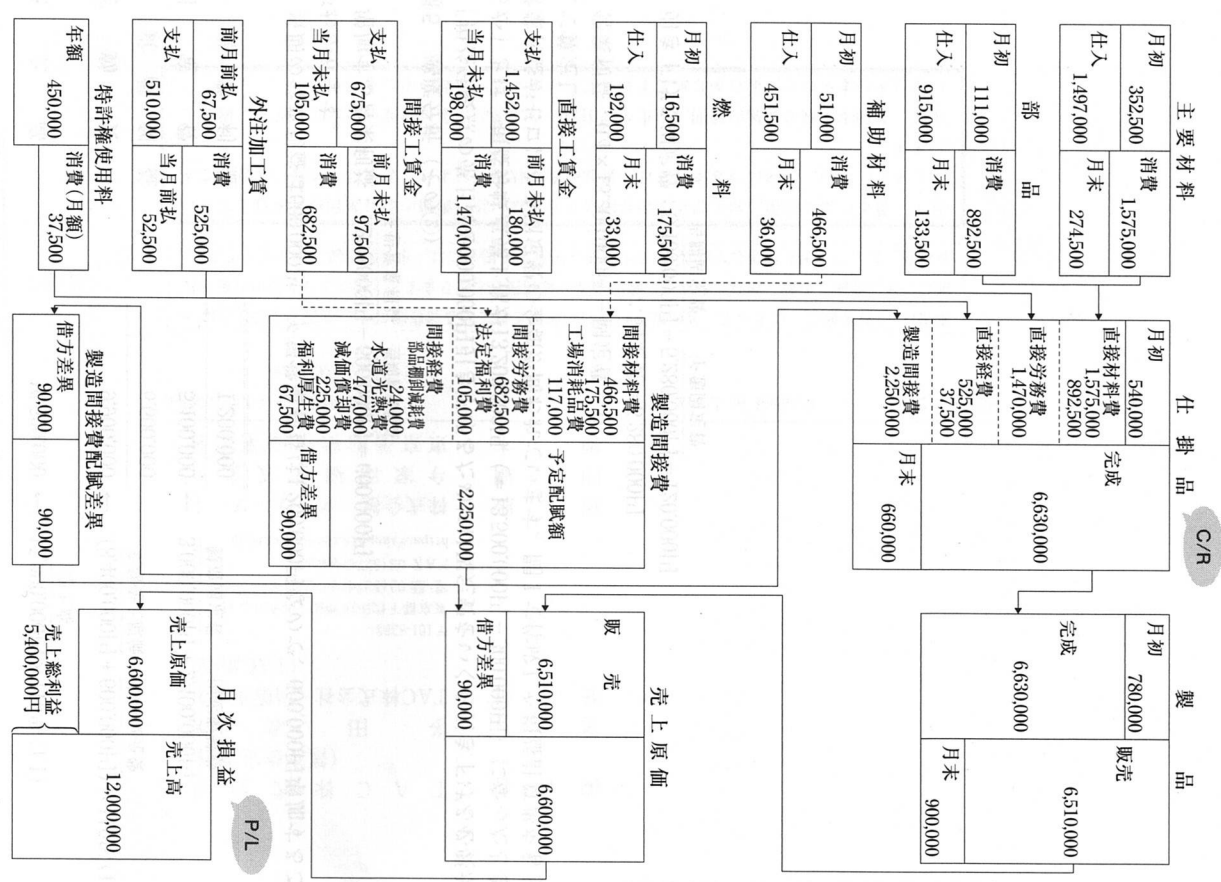 主要材料
月初
352,500
仕入
1,497,000
消費
1,575,000
月末
274,500
部品
月初
111,000
仕入
915,000
消費
892,500
月末
133,500
補助材料
月初
51,000
仕入
451,500
消費
466,500
月末
36,000
燃料
月初
16,500
仕入
192,000
消費
175,500
月末
33,000
直接工賃金
支払
1,452,000
当月未払
198,000
前月未払
180,000
消費
1,470,000
間接工賃金
支払
675,000
当月未払
105,000
前月未払
97,500
消費
682,500
外注加工賃
前月前払
67,500
支払
510,000
消費
525,000
当月前払
52,500
特許権使用料
年額
450,000
消費(月額)
37,500
仕掛品
C/R
月初
540,000
直接材料費
1,575,000
892,500
直接労務費
1,470,000
直接経費
525,000
37,500
製造間接費
2,250,000
完成
6,630,000
月末
660,000
製造間接費
間接材料費
466,500
175,500
工場消耗品費
117,000
間接労務費
682,500
法定福利費
105,000
間接経費
部品棚卸減耗費
24,000
水道光熱費
477,000
減価償却費
225,000
福利厚生費
67,500
予定配賦額
2,250,000
借方差異
90,000
製造間接費配賦差異
借方差異
90,000
90,000
製品
月初
780,000
完成
6,630,000
販売
6,510,000
月末
900,000
売上原価
販売
6,510,000
借方差異
90,000
6,600,000
月次損益
P/L
売上原価
6,600,000
売上総利益
5,400,000円
売上高
12,000,000